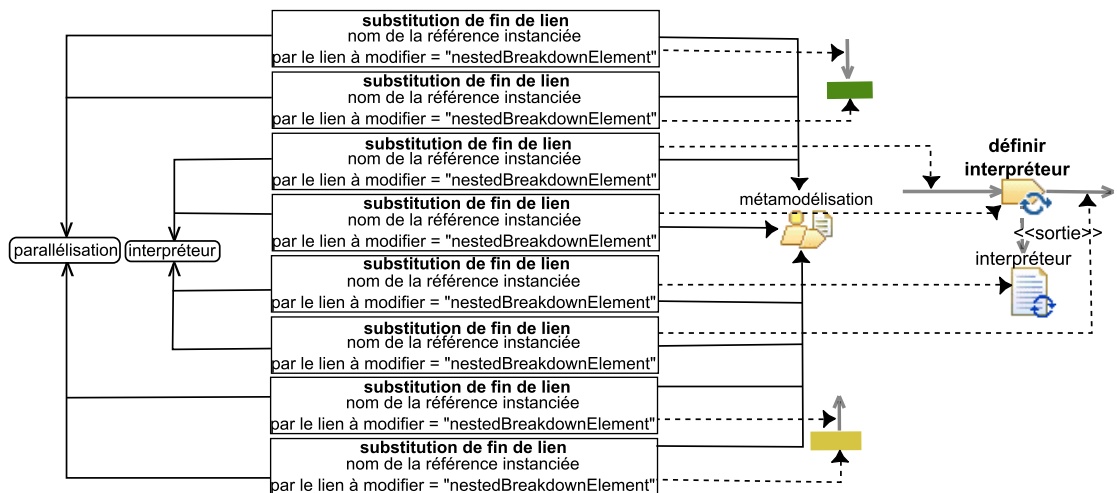 substitution de fin de lien
nom de la référence instanciée
par le lien à modifier = "nestedBreakdownElement"
substitution de fin de lien
nom de la référence instanciée
par le lien à modifier = "nestedBreakdownElement"
substitution de fin de lien
nom de la référence instanciée
par le lien à modifier = "nestedBreakdownElement"
substitution de fin de lien
nom de la référence instanciée
par le lien à modifier = "nestedBreakdownElement"
substitution de fin de lien
nom de la référence instanciée
par le lien à modifier = "nestedBreakdownElement"
substitution de fin de lien
nom de la référence instanciée
par le lien à modifier = "nestedBreakdownElement"
substitution de fin de lien
nom de la référence instanciée
par le lien à modifier = "nestedBreakdownElement"
substitution de fin de lien
nom de la référence instanciée
par le lien à modifier = "nestedBreakdownElement"
parallélisation
interpréteur
métamodélisation
définir
interpréteur
<<sortie>>
interpréteur